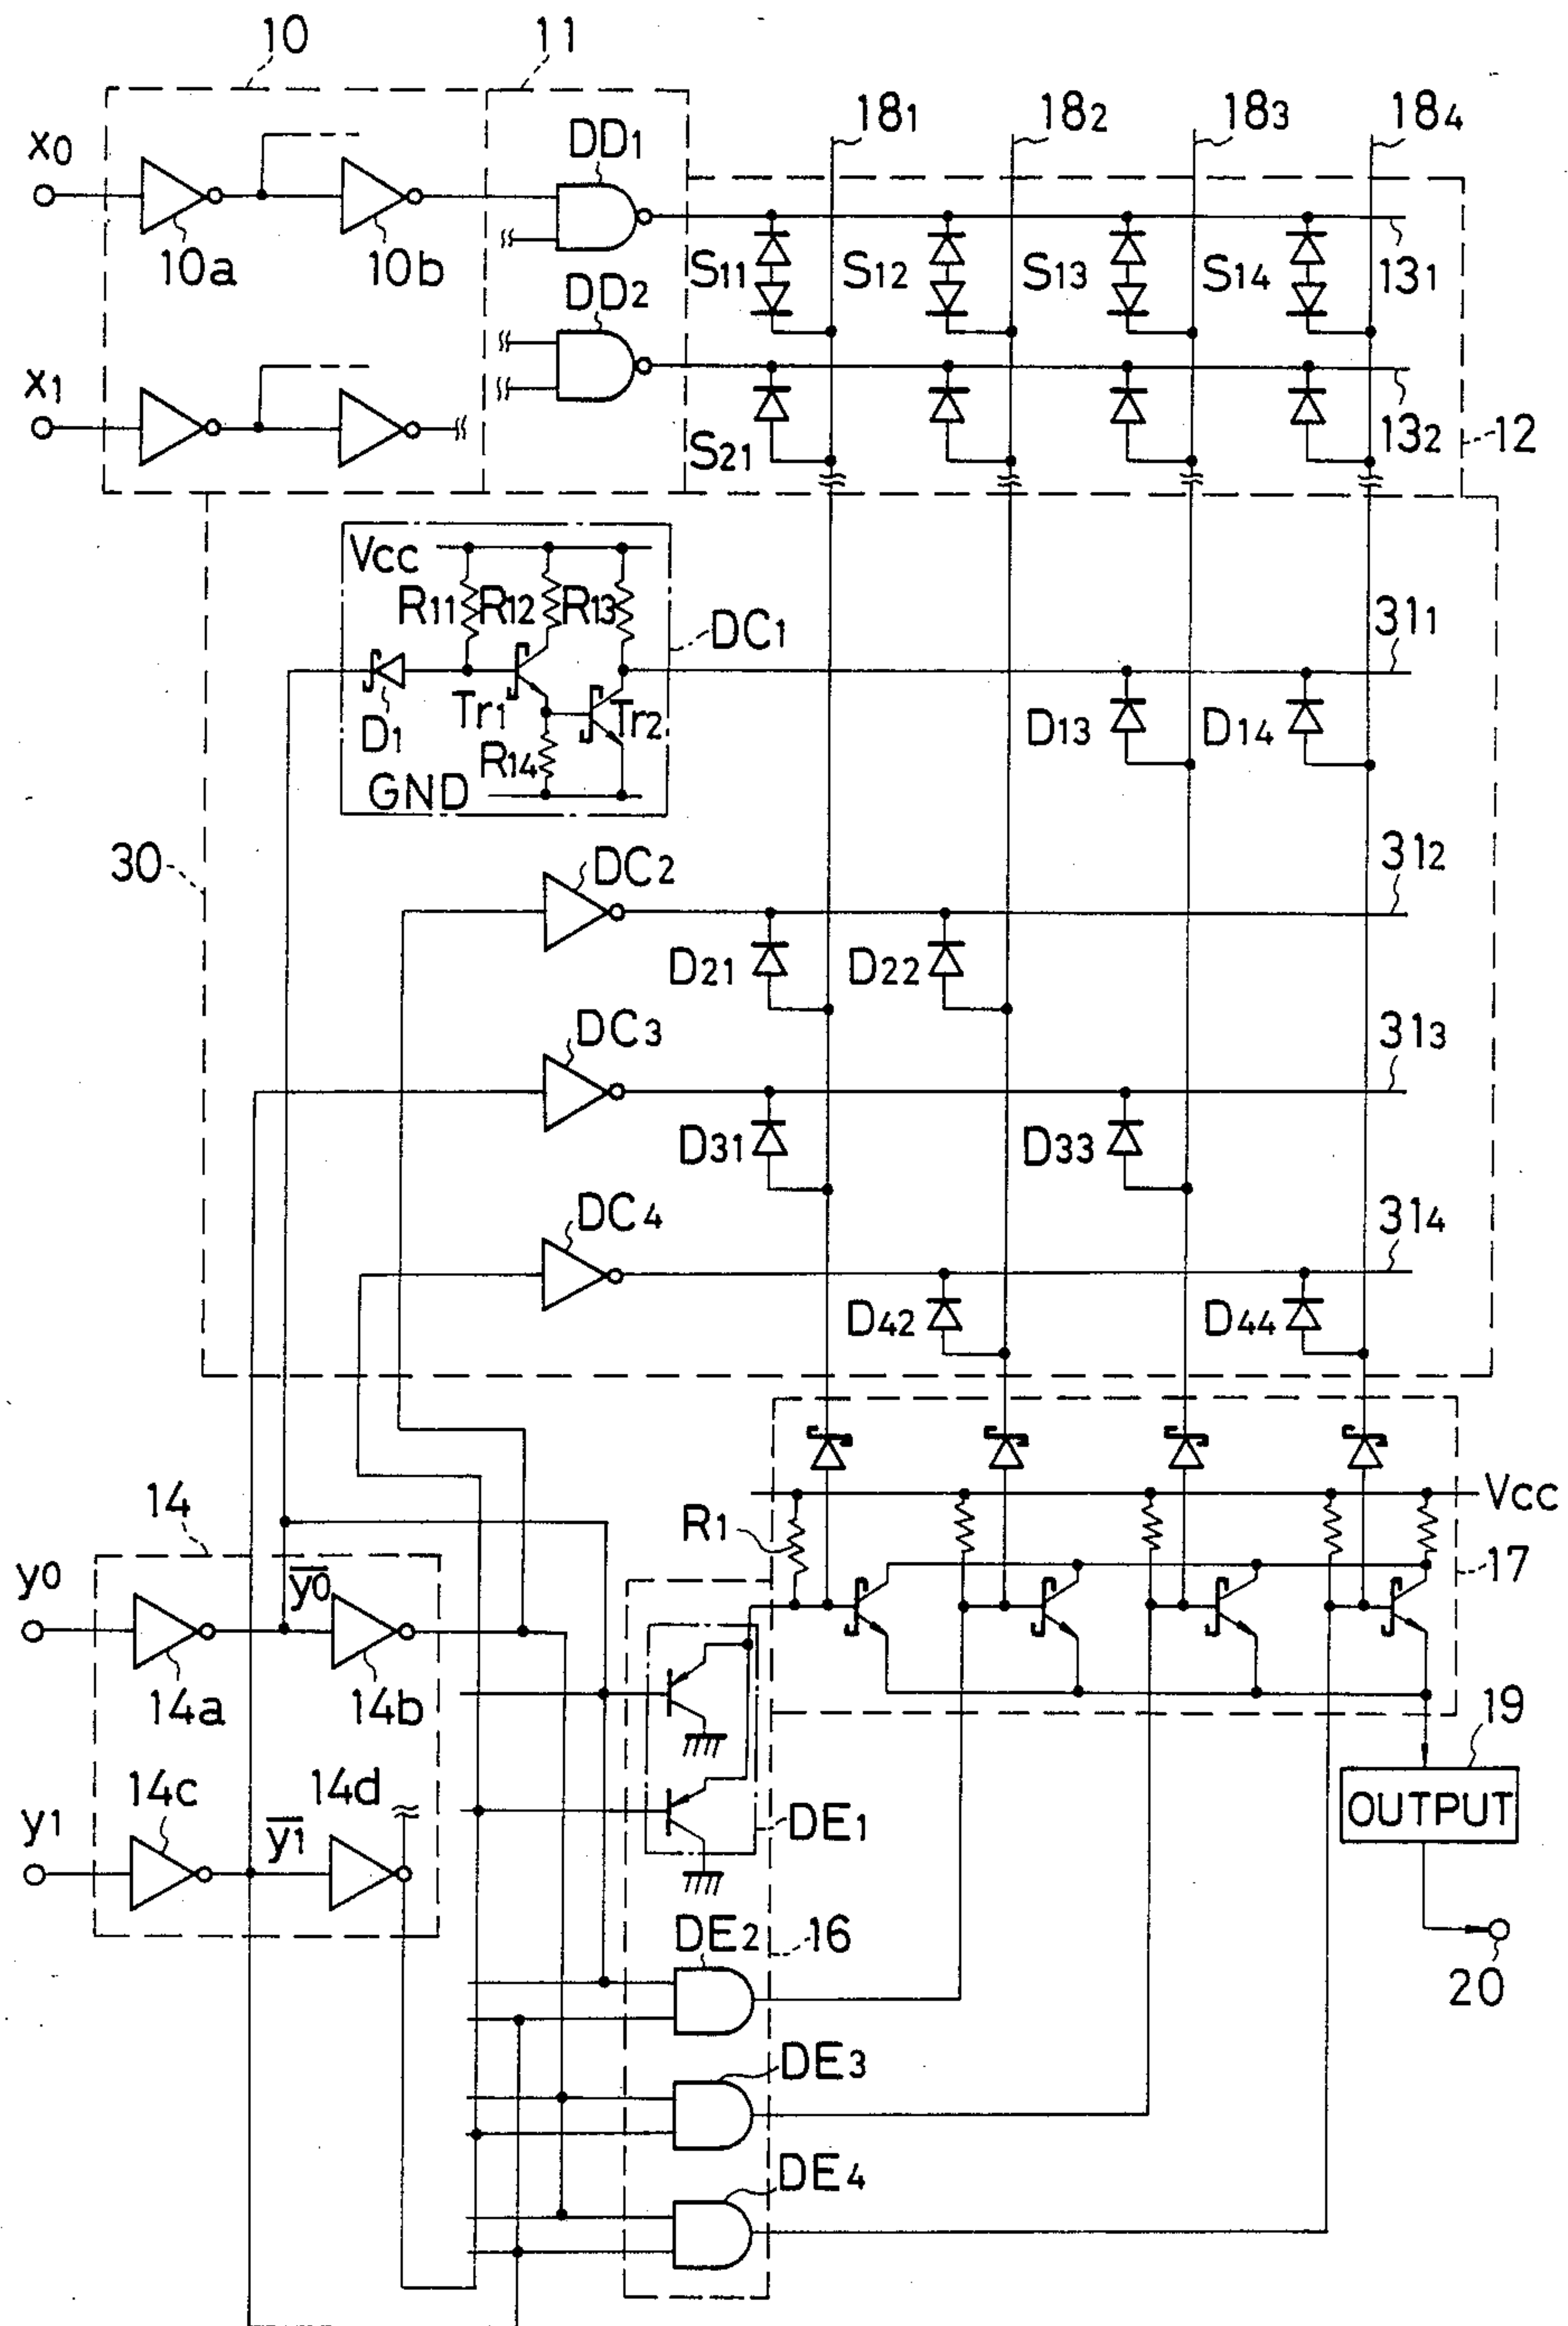 10 11
18₁ 18₂ 18₃ 18₄
x₀ DD₁
10a 10b S₁₁ S₁₂ S₁₃ S₁₄ 13₁
DD₂
x₁ S₂₁ 13₂ 12
Vcc
R₁₁ R₁₂ R₁₃ DC₁ 31₁
D₁ Tr₁ Tr₂ D₁₃ D₁₄
R₁₄
GND
30 DC₂ 31₂
D₂₁ D₂₂
DC₃ 31₃
D₃₁ D₃₃
DC₄ 31₄
D₄₂ D₄₄
14 R₁ Vcc
y₀ y̅₀ 17
14a 14b
19
14c 14d
y₁ y̅₁ DE₁ OUTPUT
DE₂ 16
20
DE₃
DE₄